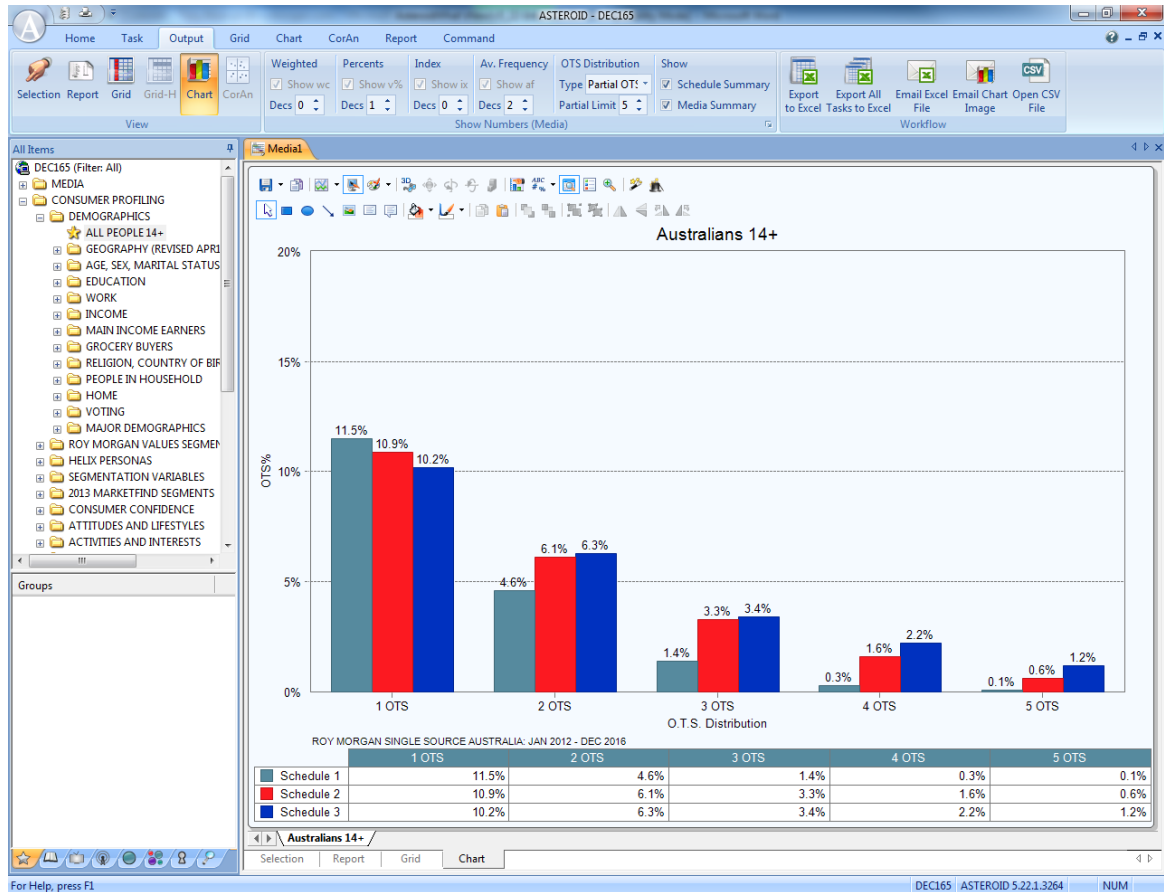 ASTEROID - DEC165
Home Task Output Grid Chart CorAn Report Command
Weighted Percents Index Av. Frequency OTS Distribution Show
Show wc Show v% Show ix Show af Type Partial OTS Schedule Summary
Decs 0 Decs 1 Decs 0 Decs 2 Partial Limit 5 Media Summary
Selection Report Grid Grid-H Chart CorAn
Export to Excel Export All Tasks to Excel Email Excel File Email Chart Image Open CSV File
View Show Numbers (Media) Workflow
All Items
DEC165 (Filter: All)
MEDIA
CONSUMER PROFILING
DEMOGRAPHICS
ALL PEOPLE 14+
GEOGRAPHY (REVISED APR1
AGE, SEX, MARITAL STATUS
EDUCATION
WORK
INCOME
MAIN INCOME EARNERS
GROCERY BUYERS
RELIGION, COUNTRY OF BIR
PEOPLE IN HOUSEHOLD
HOME
VOTING
MAJOR DEMOGRAPHICS
ROY MORGAN VALUES SEGMEN
HELIX PERSONAS
SEGMENTATION VARIABLES
2013 MARKETFIND SEGMENTS
CONSUMER CONFIDENCE
ATTITUDES AND LIFESTYLES
ACTIVITIES AND INTERESTS
Groups
Media1
Australians 14+
20%
15%
10%
5%
0%
OTS%
11.5% 10.9% 10.2%
4.6% 6.1% 6.3%
1.4% 3.3% 3.4%
0.3% 1.6% 2.2%
0.1% 0.6% 1.2%
1 OTS 2 OTS 3 OTS 4 OTS 5 OTS
O.T.S. Distribution
ROY MORGAN SINGLE SOURCE AUSTRALIA: JAN 2012 - DEC 2016
1 OTS 2 OTS 3 OTS 4 OTS 5 OTS
Schedule 1 11.5% 4.6% 1.4% 0.3% 0.1%
Schedule 2 10.9% 6.1% 3.3% 1.6% 0.6%
Schedule 3 10.2% 6.3% 3.4% 2.2% 1.2%
Australians 14+
Selection Report Grid Chart
For Help, press F1 DEC165 ASTEROID 5.22.1.3264 NUM